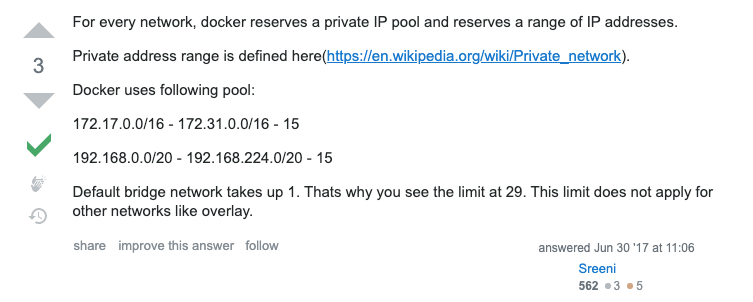 For every network, docker reserves a private IP pool and reserves a range of IP addresses.
3
Private address range is defined here(https://en.wikipedia.org/wiki/Private_network).
Docker uses following pool:
172.17.0.0/16 - 172.31.0.0/16 - 15
192.168.0.0/20 - 192.168.224.0/20 - 15
Default bridge network takes up 1. Thats why you see the limit at 29. This limit does not apply for
other networks like overlay.
share improve this answer follow
answered Jun 30 '17 at 11:06
Sreeni
562 3 5